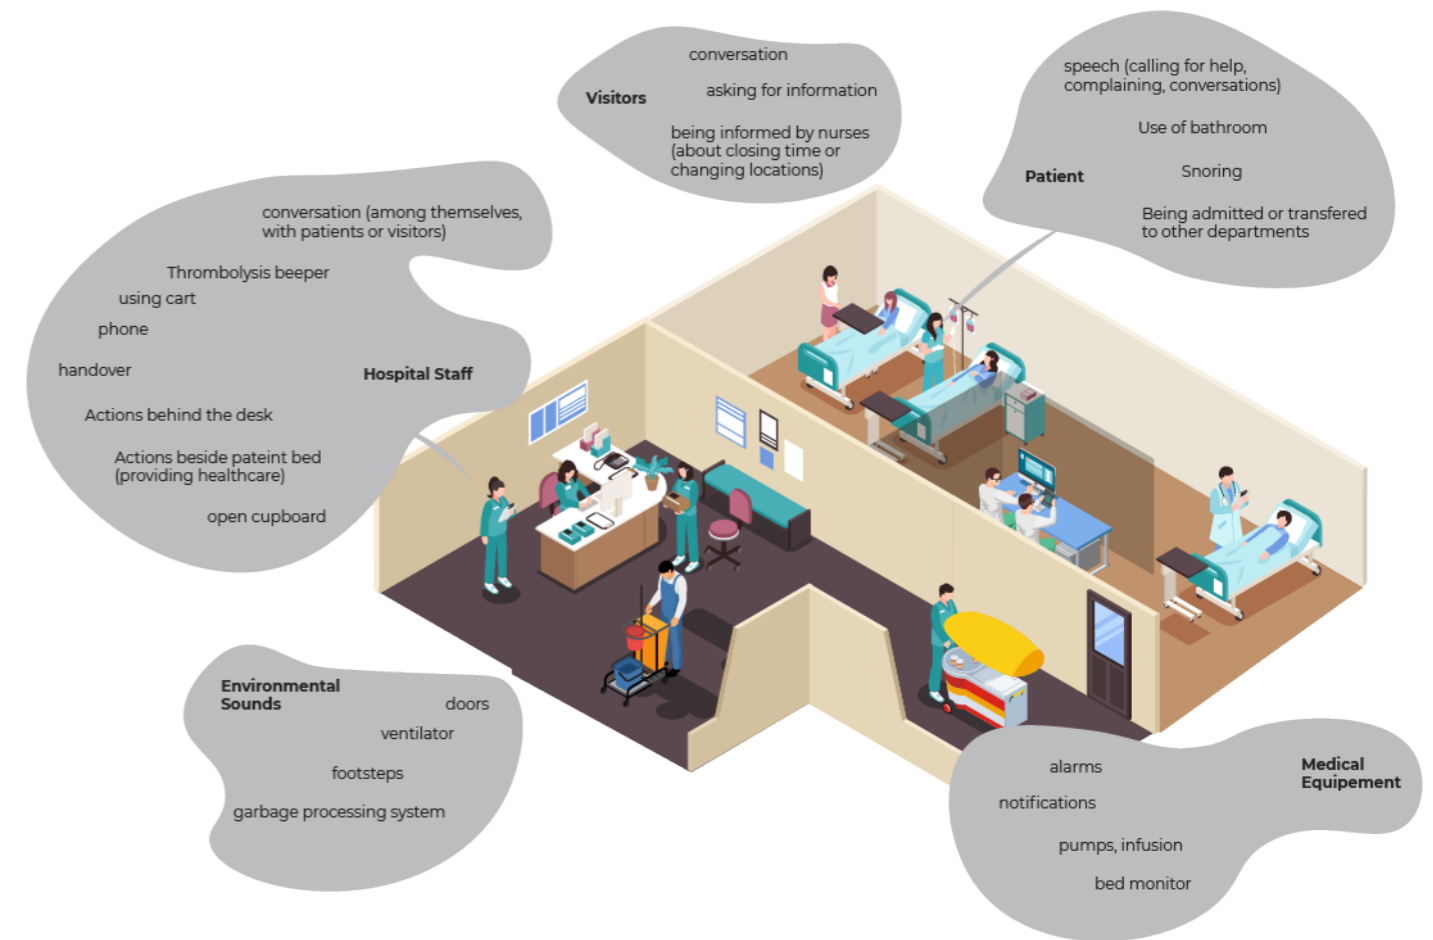 Visitors
conversation
asking for information
being informed by nurses
(about closing time or
changing locations)
Patient
speech (calling for help,
complaining, conversations)
Use of bathroom
Snoring
Being admitted or transfered
to other departments
Hospital Staff
conversation (among themselves,
with patients or visitors)
Thrombolysis beeper
using cart
phone
handover
Actions behind the desk
Actions beside pateint bed
(providing healthcare)
open cupboard
Environmental
Sounds
doors
ventilator
footsteps
garbage processing system
Medical
Equipement
alarms
notifications
pumps, infusion
bed monitor